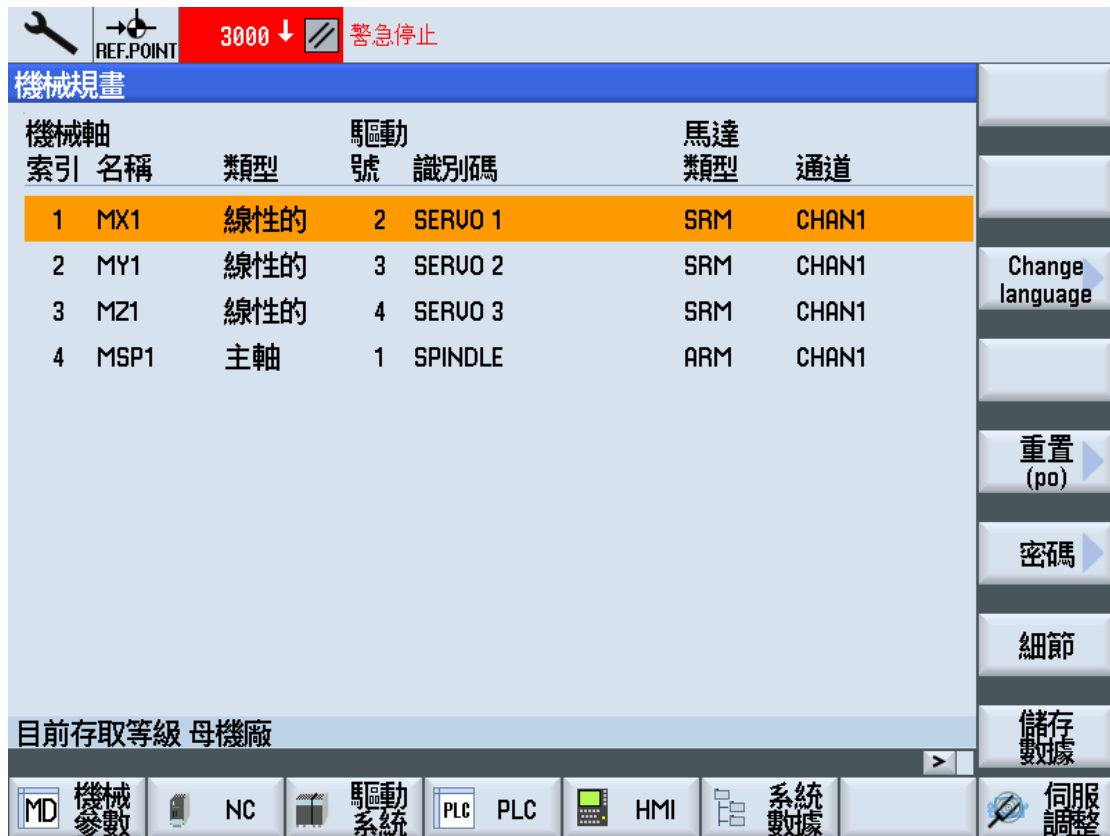 REF.POINT
3000 ↓ 警急停止
機械規畫
機械軸 驅動 馬達
索引 名稱 類型 號 識別碼 類型 通道
1 MX1 線性的 2 SERVO 1 SRM CHAN1
2 MY1 線性的 3 SERVO 2 SRM CHAN1
3 MZ1 線性的 4 SERVO 3 SRM CHAN1
4 MSP1 主軸 1 SPINDLE ARM CHAN1
Change
language
重置
(po)
密碼
細節
儲存
數據
目前存取等級 母機廠
>
MD 機械
參數
NC
驅動
系統
PLC PLC
HMI
系統
數據
伺服
調整